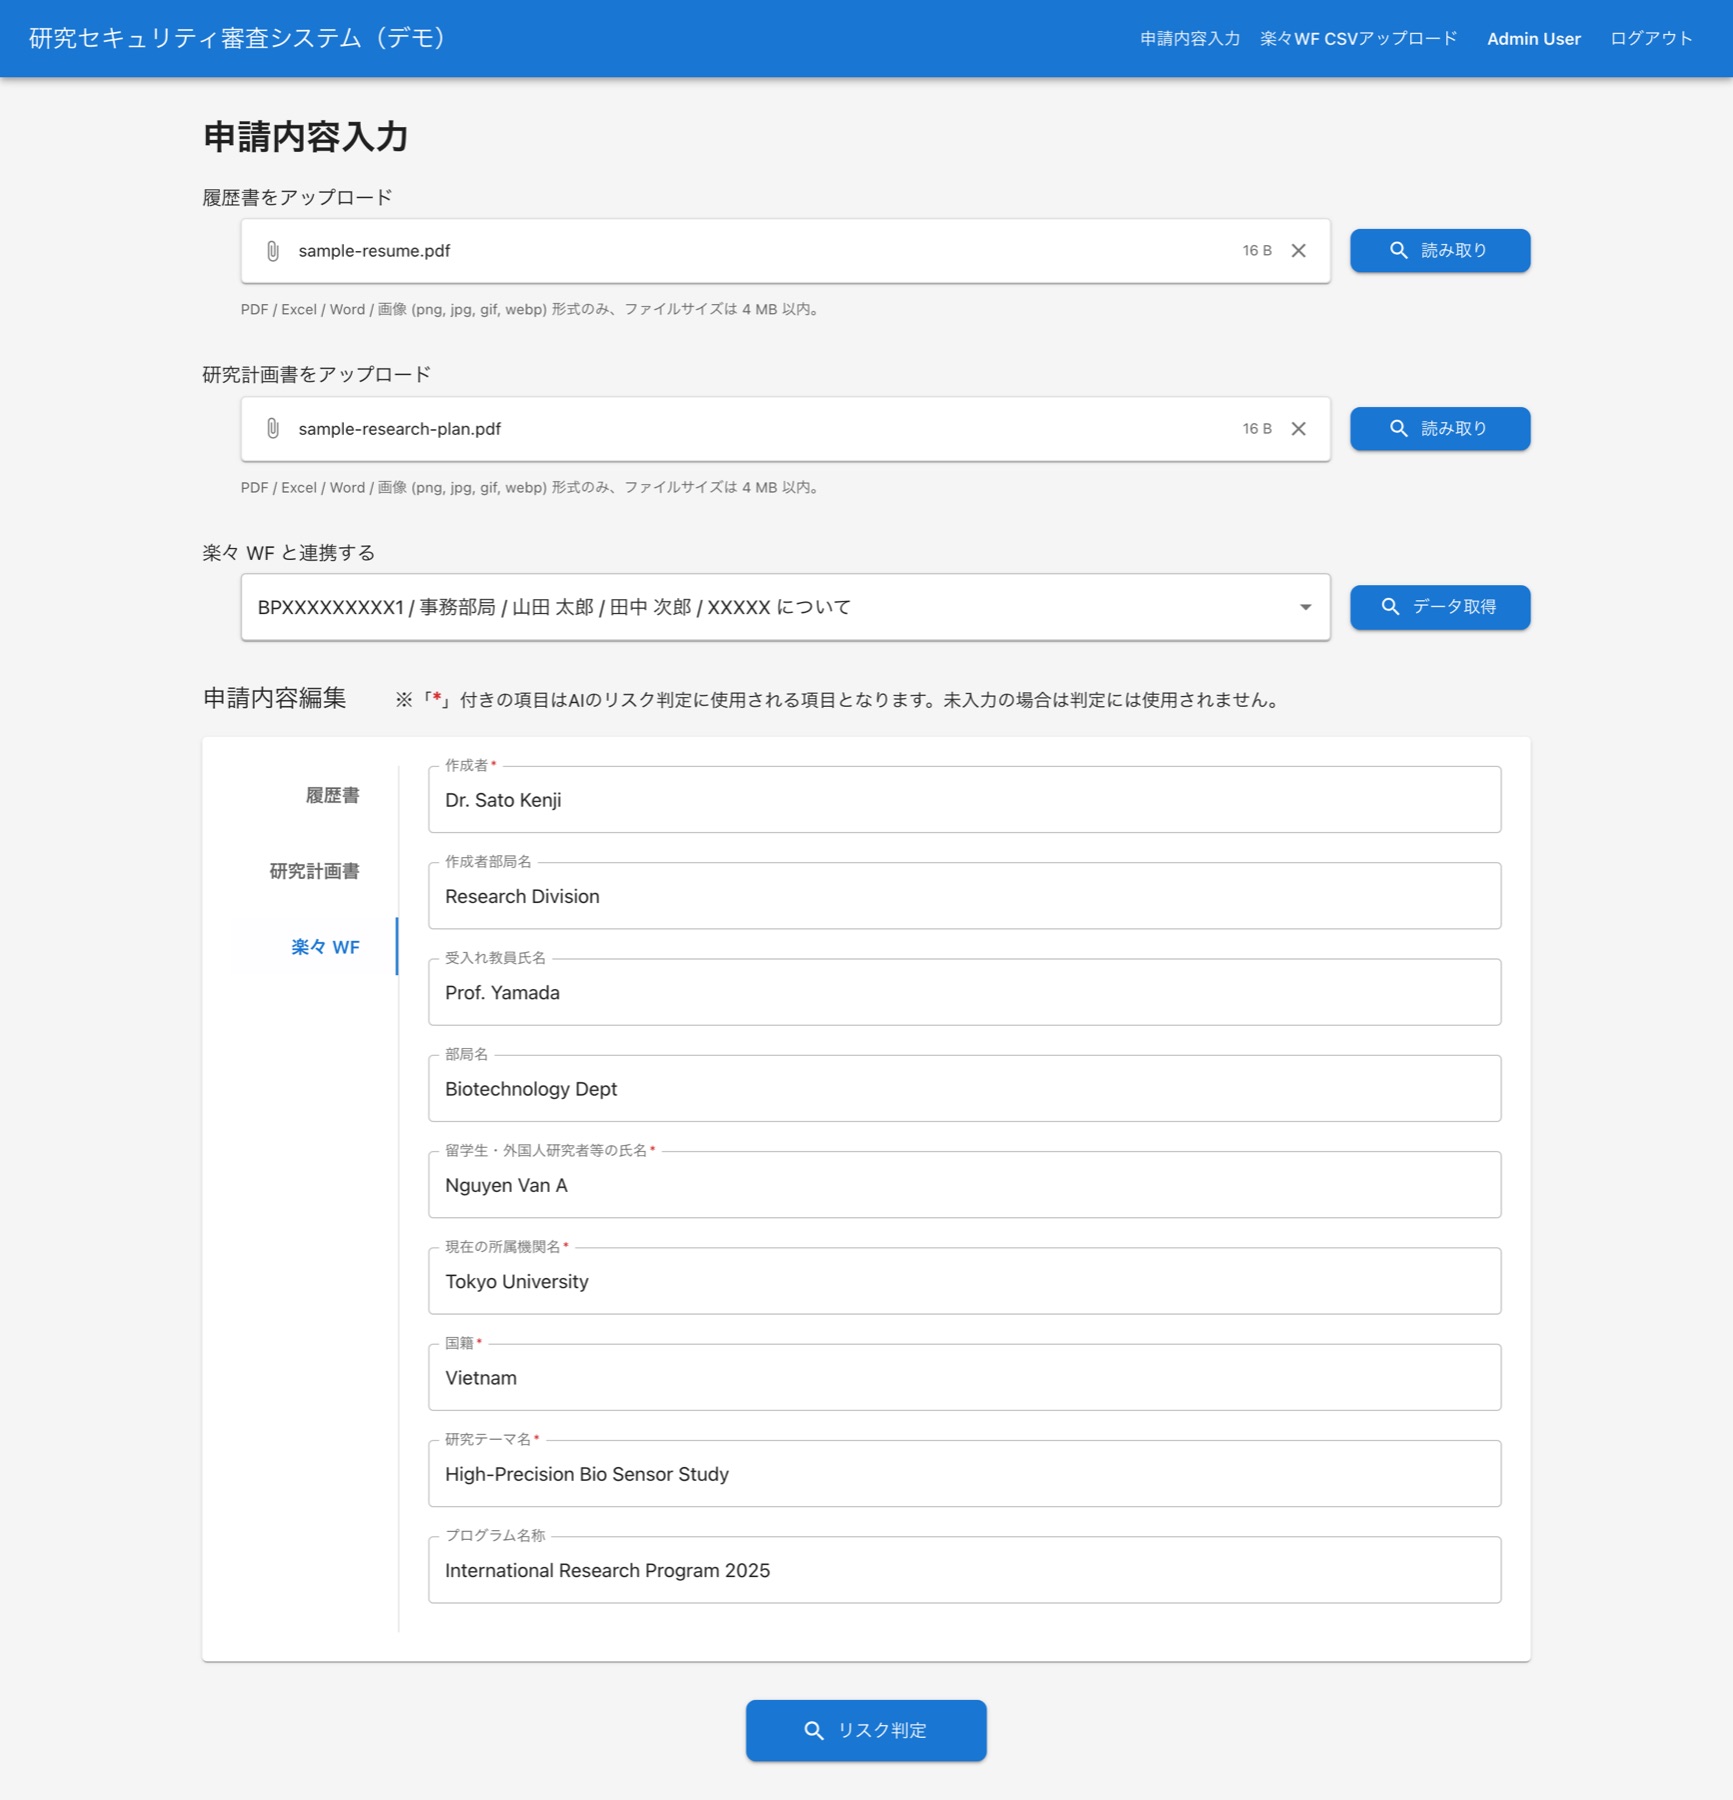 研究セキュリティ審査システム（デモ）
申請内容入力 楽々WF CSVアップロード Admin User ログアウト
申請内容入力
履歴書をアップロード
sample-resume.pdf 16 B
読み取り
PDF / Excel / Word / 画像 (png, jpg, gif, webp) 形式のみ、ファイルサイズは 4 MB 以内。
研究計画書をアップロード
sample-research-plan.pdf 16 B
読み取り
PDF / Excel / Word / 画像 (png, jpg, gif, webp) 形式のみ、ファイルサイズは 4 MB 以内。
楽々 WF と連携する
BPXXXXXXXXX1 / 事務部局 / 山田 太郎 / 田中 次郎 / XXXXX について
データ取得
申請内容編集 ※「*」付きの項目はAIのリスク判定に使用される項目となります。未入力の場合は判定には使用されません。
履歴書
研究計画書
楽々 WF
作成者*
Dr. Sato Kenji
作成者部局名
Research Division
受入れ教員氏名
Prof. Yamada
部局名
Biotechnology Dept
留学生・外国人研究者等の氏名*
Nguyen Van A
現在の所属機関名*
Tokyo University
国籍*
Vietnam
研究テーマ名*
High-Precision Bio Sensor Study
プログラム名称
International Research Program 2025
リスク判定